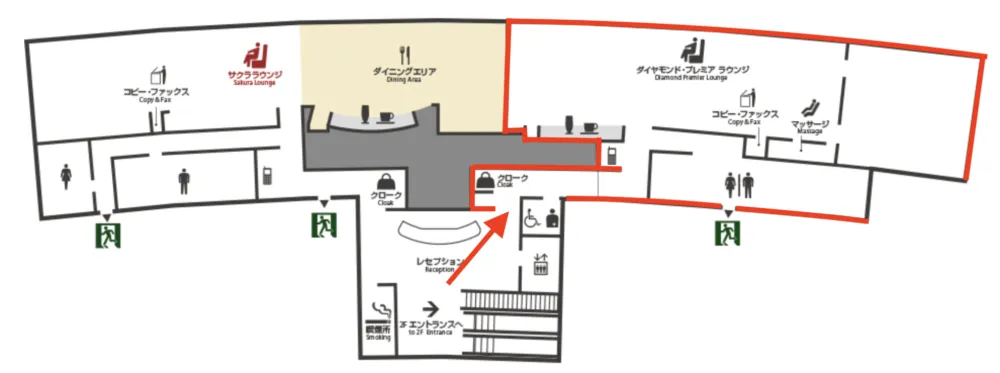 サクララウンジ
Sakura Lounge
コピー・ファックス
Copy & Fax
ダイニングエリア
Dining Area
ダイヤモンド・プレミア ラウンジ
Diamond Premier Lounge
コピー・ファックス
Copy & Fax
マッサージ
Massage
クローク
Cloak
クローク
Cloak
レセプション
Reception
喫煙所
Smoking
2F エントランスへ
to 2F Entrance